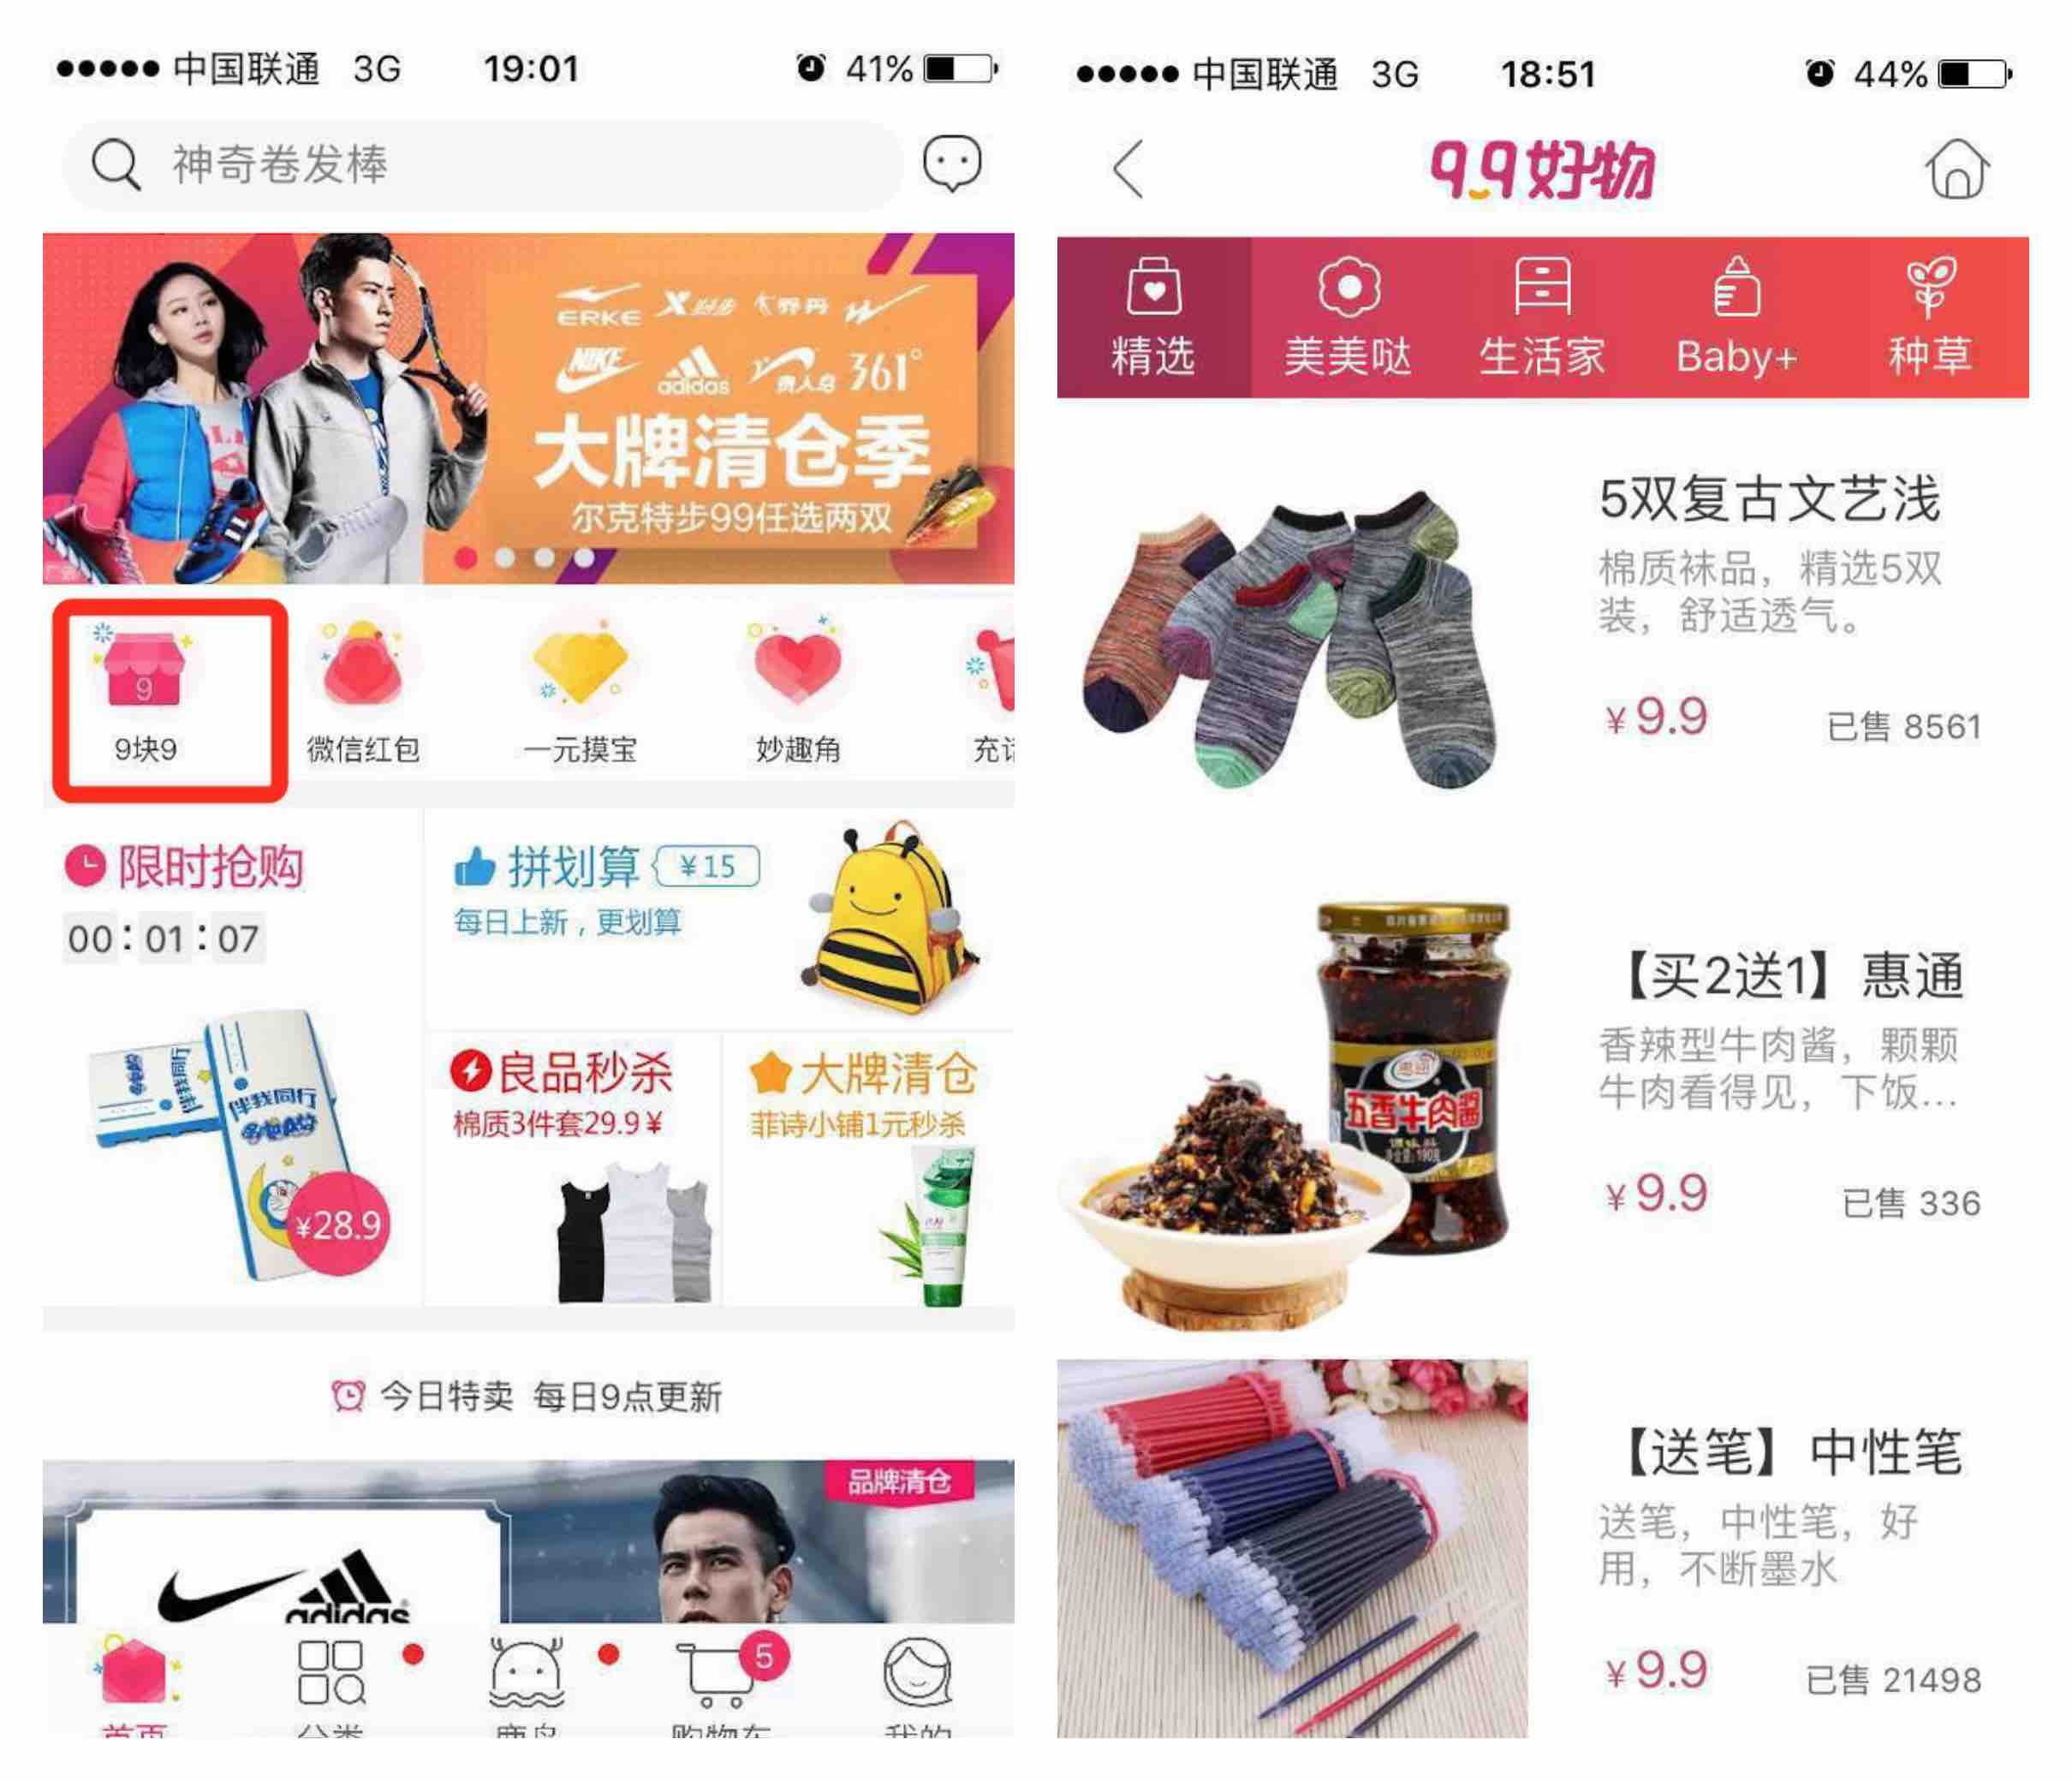 中国联通 3G 19:01 41%
神奇卷发棒
ERKE 特步 乔丹
NIKE adidas 贵人鸟 361°
大牌清仓季
尔克特步99任选两双
9
9块9 微信红包 一元摸宝 妙趣角
限时抢购
00:01:07
伴我同行
¥28.9
拼划算 ¥15
每日上新，更划算
良品秒杀
棉质3件套29.9¥
大牌清仓
菲诗小铺1元秒杀
今日特卖 每日9点更新
品牌清仓
adidas
5
首页 分类 购物车 我的
中国联通 3G 18:51 44%
9.9好物
精选 美美哒 生活家 Baby+ 种草
5双复古文艺浅
棉质袜品，精选5双
装，舒适透气。
¥9.9 已售 8561
惠通
五香牛肉酱
【买2送1】惠通
香辣型牛肉酱，颗颗
牛肉看得见，下饭...
¥9.9 已售 336
【送笔】中性笔
送笔，中性笔，好
用，不断墨水
¥9.9 已售 21498